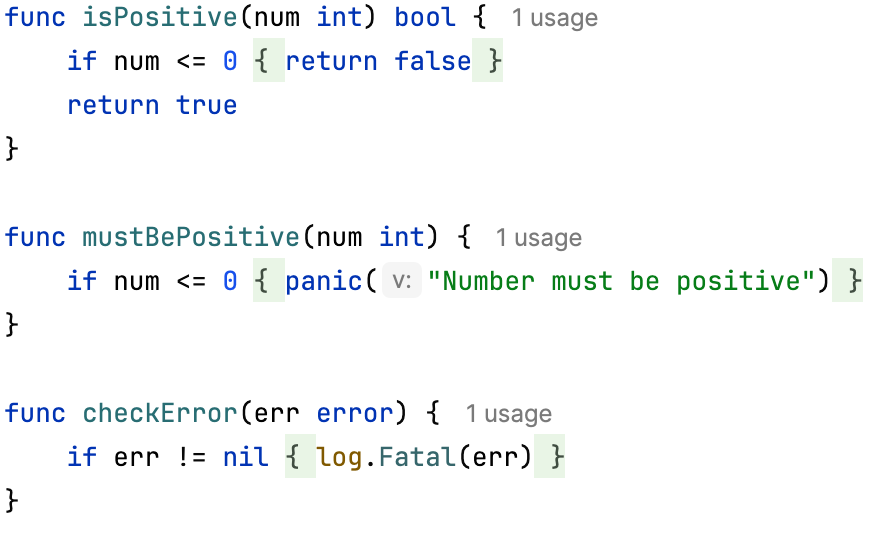 func isPositive(num int) bool { 1 usage
    if num <= 0 { return false }
    return true
}

func mustBePositive(num int) { 1 usage
    if num <= 0 { panic( v: "Number must be positive") }
}

func checkError(err error) { 1 usage
    if err != nil { log.Fatal(err) }
}